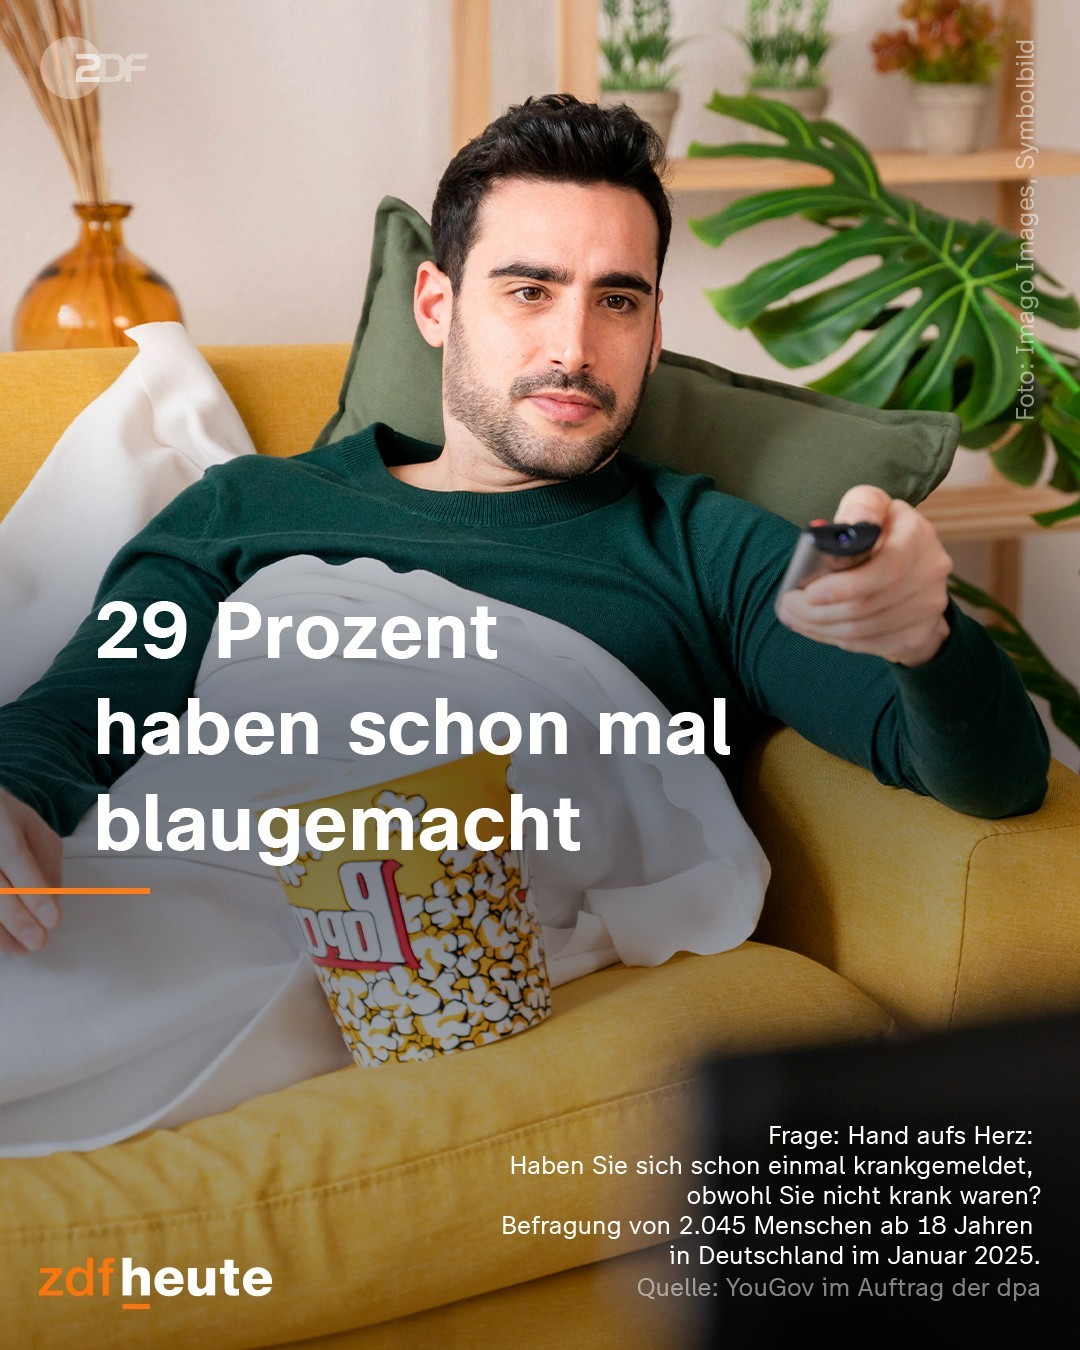 ZDF
Foto: Imago Images, Symbolbild
29 Prozent
haben schon mal
blaugemacht
Pop
Frage: Hand aufs Herz:
Haben Sie sich schon einmal krankgemeldet,
obwohl Sie nicht krank waren?
Befragung von 2.045 Menschen ab 18 Jahren
in Deutschland im Januar 2025.
Quelle: YouGov im Auftrag der dpa
zdfheute